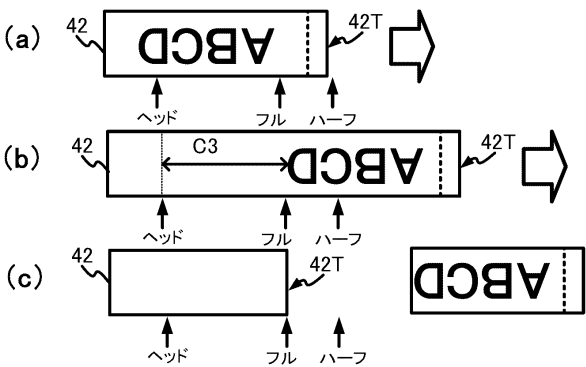 (a) 42 ABCD 42T
ヘッド フル ハーフ
(b) 42 C3 ABCD 42T
ヘッド フル ハーフ
(c) 42 42T ABCD
ヘッド フル ハーフ